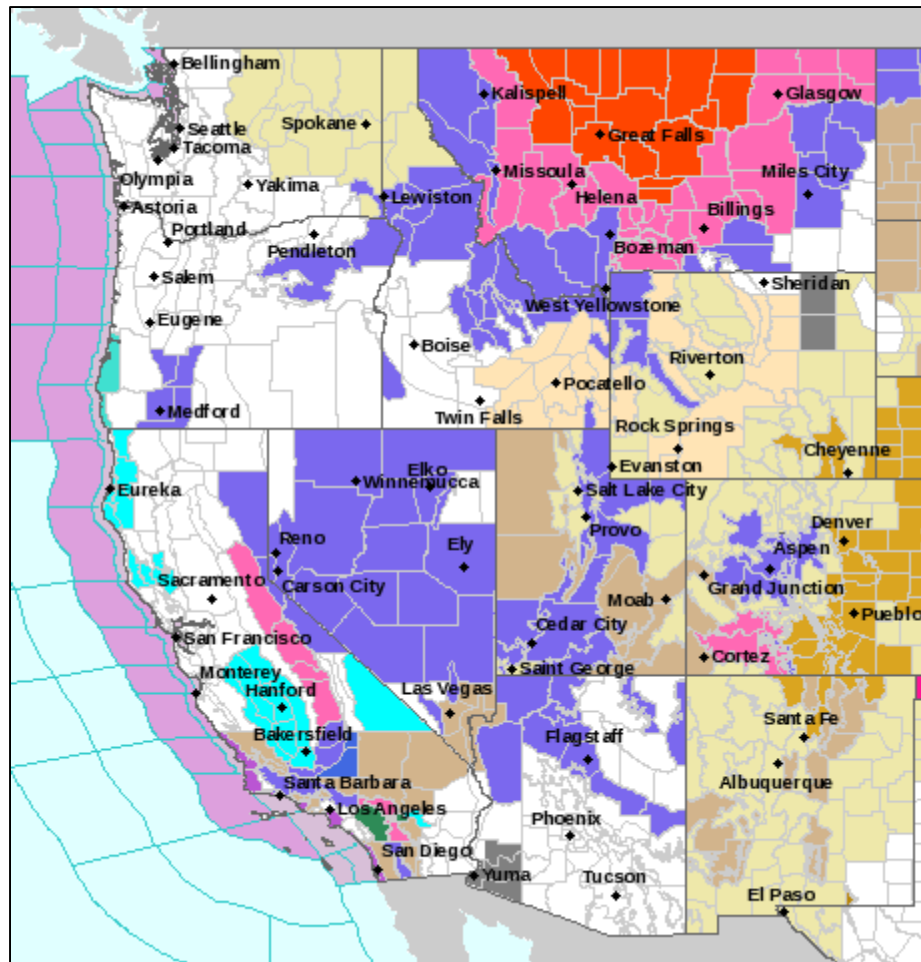 Bellingham
Kalispell
Glasgow
Seattle
Spokane
Great Falls
Tacoma
Olympia
Missoula
Miles City
Yakima
Helena
Lewiston
Astoria
Billings
Portland
Bozeman
Pendleton
Salem
Sheridan
West Yellowstone
Eugene
Boise
Riverton
Pocatello
Medford
Twin Falls
Rock Springs
Cheyenne
Elko
Evanston
Winnemucca
Eureka
Salt Lake City
Provo
Denver
Reno
Ely
Aspen
Sacramento
Carson City
Grand Junction
Moab
Pueblo
Cedar City
San Francisco
Cortez
Saint George
Monterey
Las Vegas
Hanford
Santa Fe
Bakersfield
Flagstaff
Albuquerque
Santa Barbara
Los Angeles
Phoenix
San Diego
Yuma
Tucson
El Paso